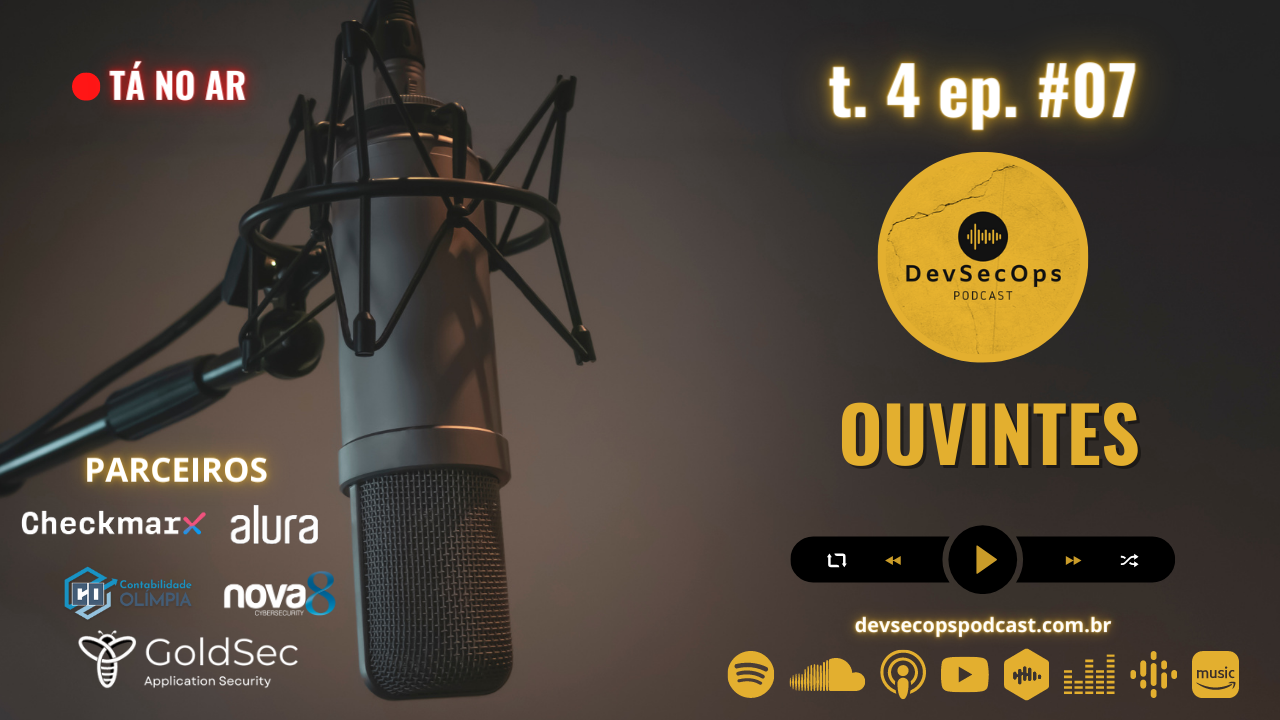 TÁ NO AR
t. 4 ep. #07
DevSecOps
PODCAST
OUVINTES
PARCEIROS
Checkmarx
alura
Contabilidade
OLÍMPIA
CO
nova8
CYBERSECURITY
GoldSec
Application Security
devsecopspodcast.com.br
music